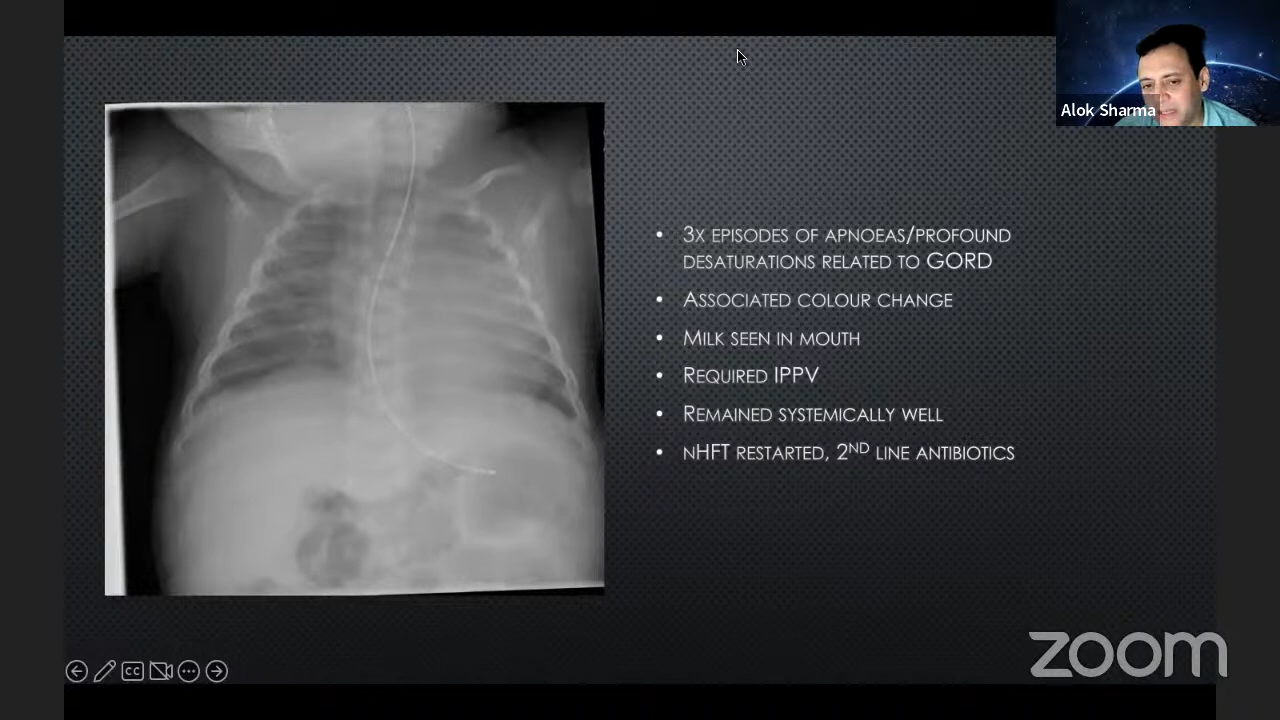 Alok Sharma
• 3x episodes of apnoeas/profound
desaturations related to GORD
• Associated colour change
• Milk seen in mouth
• Required IPPV
• Remained systemically well
• nHFT restarted, 2nd line antibiotics
CC
zoom